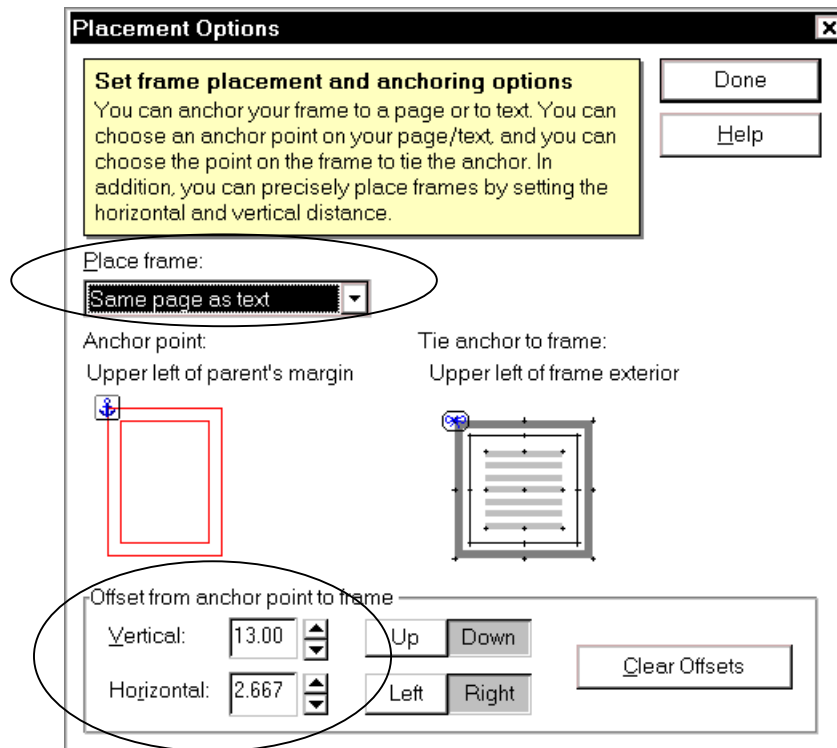 Placement Options
Set frame placement and anchoring options
You can anchor your frame to a page or to text. You can
choose an anchor point on your page/text, and you can
choose the point on the frame to tie the anchor. In
addition, you can precisely place frames by setting the
horizontal and vertical distance.
Done
Help
Place frame:
Same page as text
Anchor point:
Tie anchor to frame:
Upper left of parent's margin
Upper left of frame exterior
Offset from anchor point to frame
Vertical: 13.00 Up Down
Horizontal: 2.667 Left Right
Clear Offsets